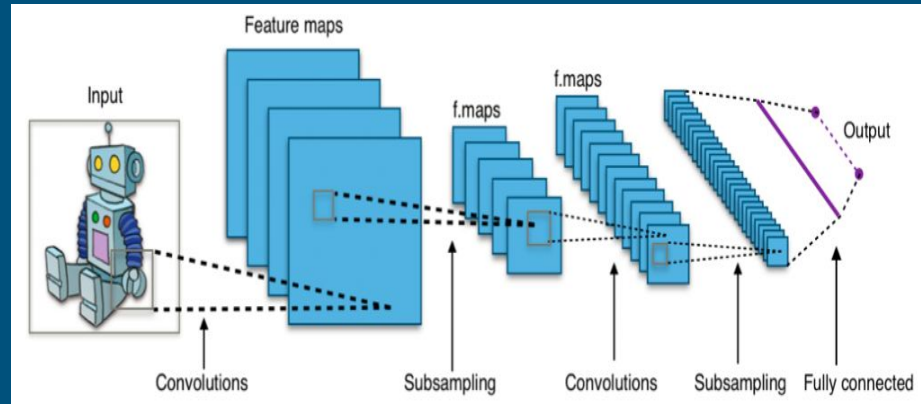 Feature maps
Input
f.maps
f.maps
Output
Convolutions
Subsampling
Convolutions
Subsampling
Fully connected